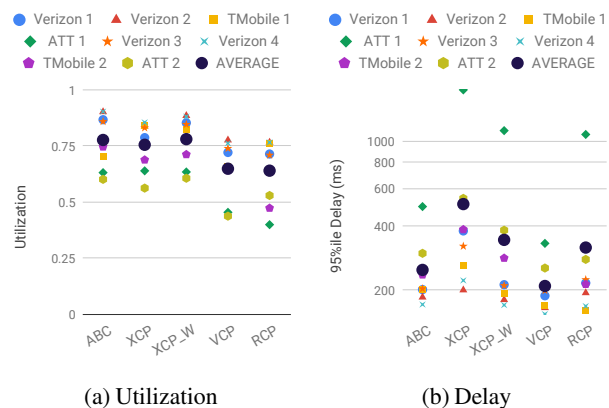 Verizon 1 Verizon 2 TMobile 1
ATT 1 Verizon 3 Verizon 4
TMobile 2 ATT 2 AVERAGE
1
0.75
0.5
0.25
0
Utilization
ABC XCP XCP_W VCP RCP
(a) Utilization
Verizon 1 Verizon 2 TMobile 1
ATT 1 Verizon 3 Verizon 4
TMobile 2 ATT 2 AVERAGE
1000
800
600
400
200
95%ile Delay (ms)
ABC XCP XCP_W VCP RCP
(b) Delay